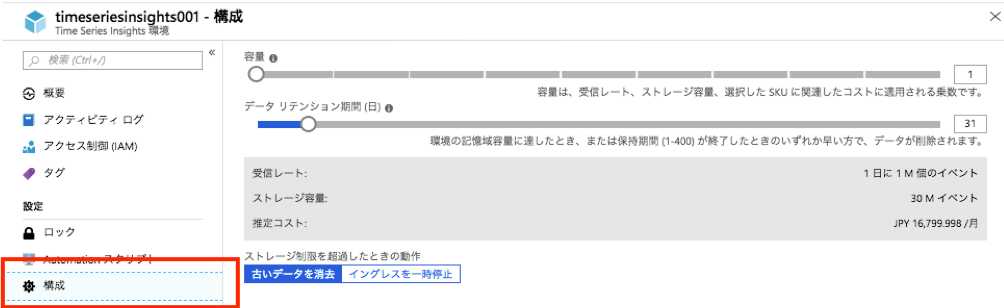 timeseriesinsights001 - 構成
Time Series Insights 環境
検索 (Ctrl+/)
概要
アクティビティ ログ
アクセス制御 (IAM)
タグ
設定
ロック
Automation スクリプト
構成
容量
1
容量は、受信レート、ストレージ容量、選択した SKU に関連したコストに適用される乗数です。
データ リテンション期間 (日)
31
環境の記憶域容量に達したとき、または保持期間 (1-400) が終了したときのいずれか早い方で、データが削除されます。
受信レート: 1 日に 1 M 個のイベント
ストレージ容量: 30 M イベント
推定コスト: JPY 16,799.998 /月
ストレージ制限を超過したときの動作
古いデータを消去 イングレスを一時停止